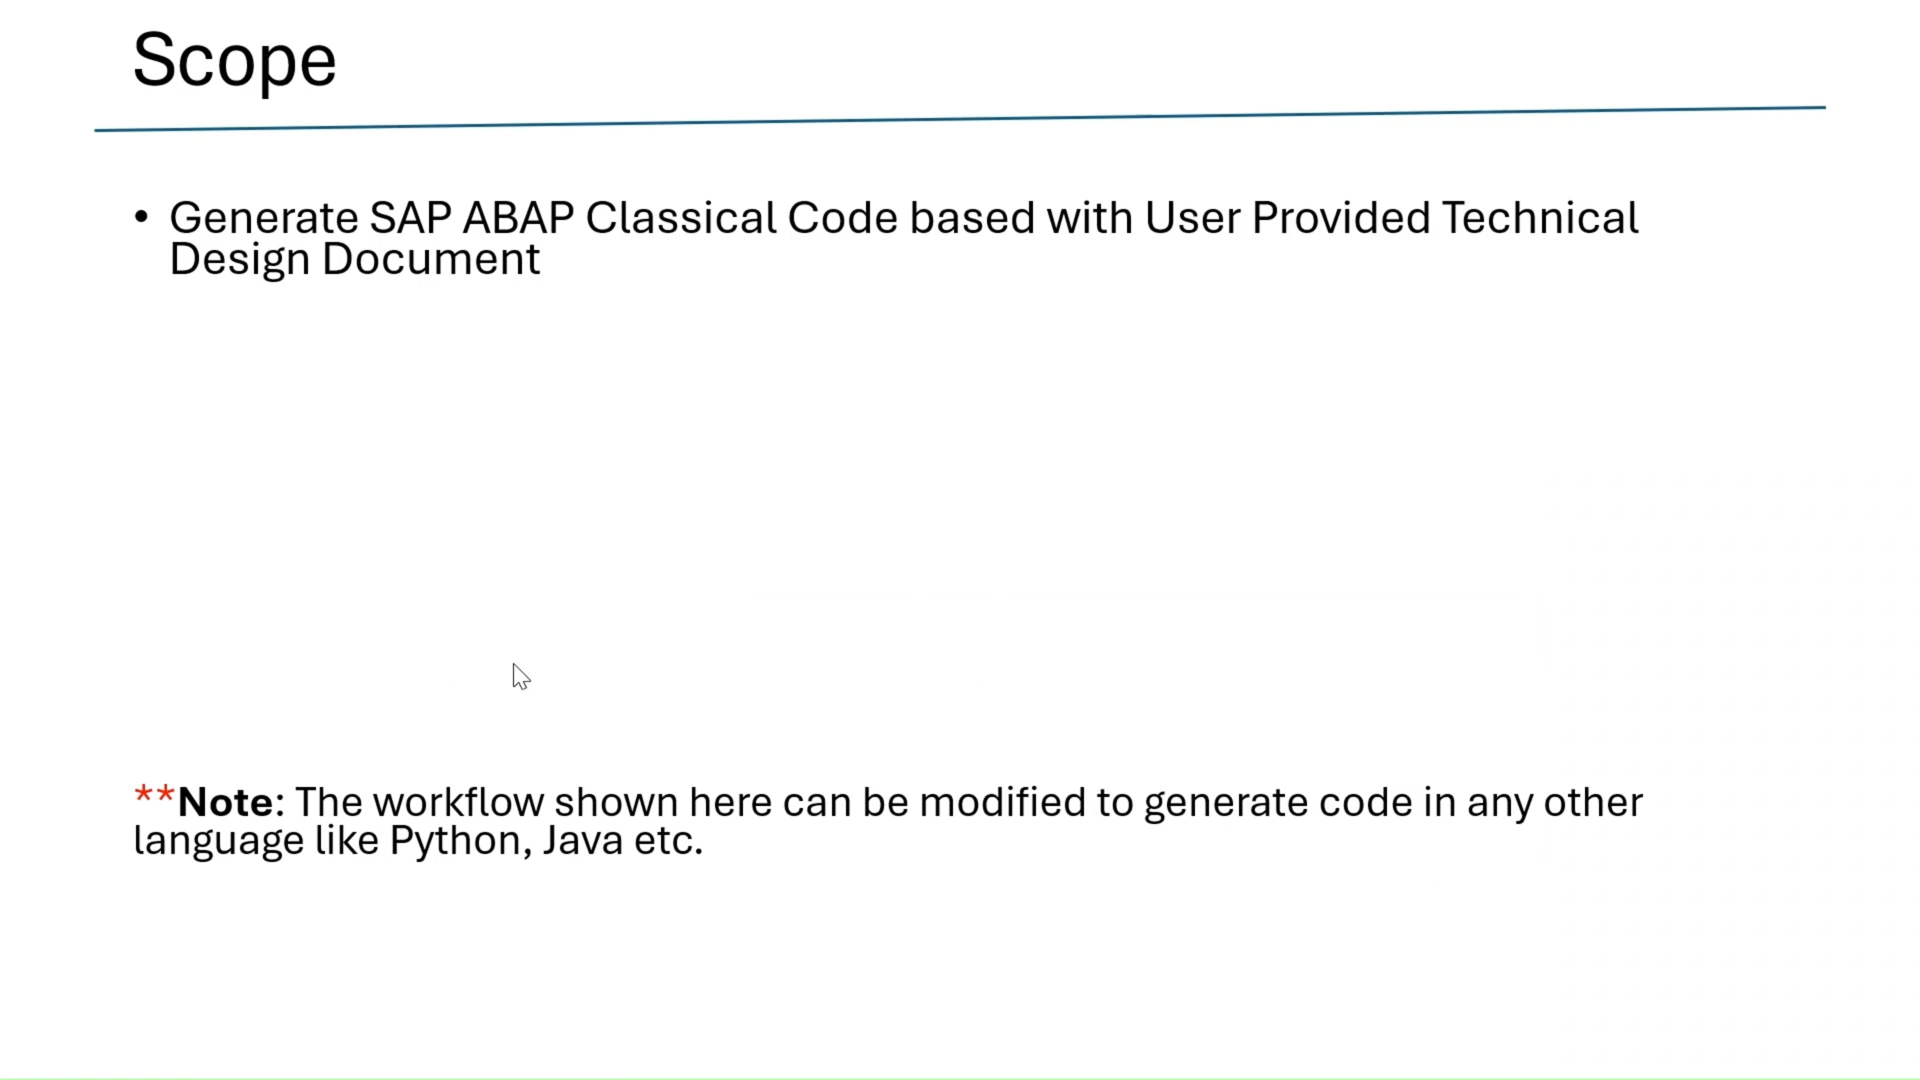 Scope
• Generate SAP ABAP Classical Code based with User Provided Technical
Design Document
**Note: The workflow shown here can be modified to generate code in any other
language like Python, Java etc.